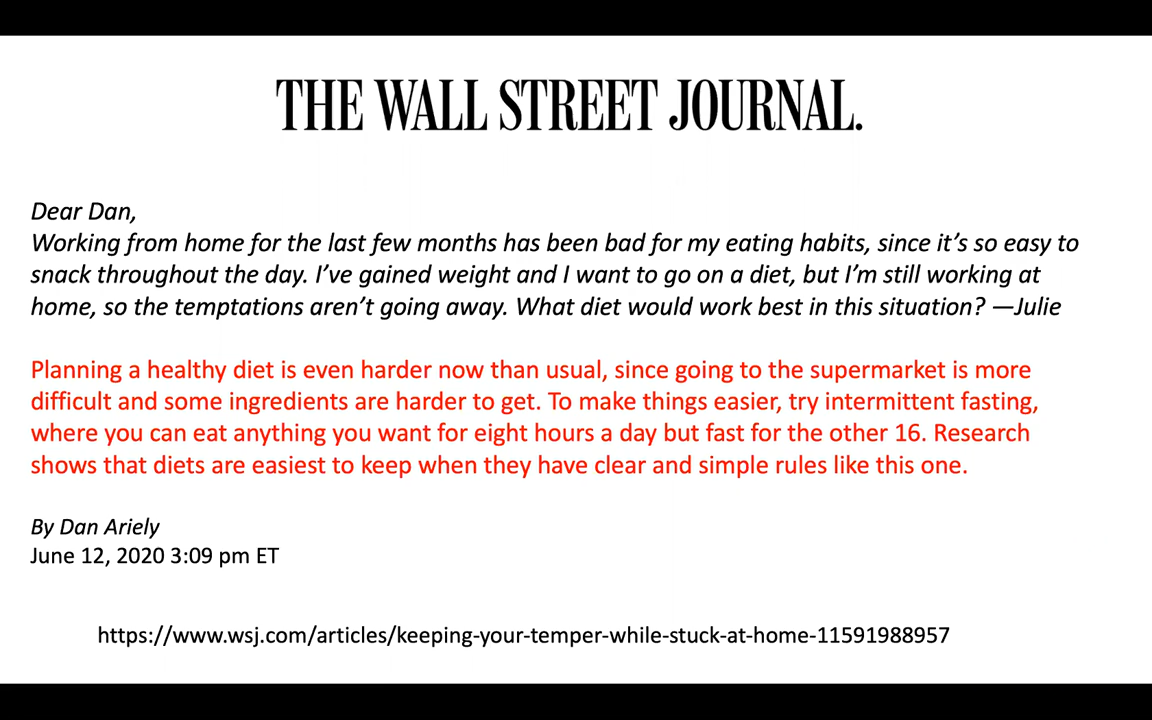 THE WALL STREET JOURNAL.
Dear Dan,
Working from home for the last few months has been bad for my eating habits, since it’s so easy to
snack throughout the day. I’ve gained weight and I want to go on a diet, but I’m still working at
home, so the temptations aren’t going away. What diet would work best in this situation? —Julie
Planning a healthy diet is even harder now than usual, since going to the supermarket is more
difficult and some ingredients are harder to get. To make things easier, try intermittent fasting,
where you can eat anything you want for eight hours a day but fast for the other 16. Research
shows that diets are easiest to keep when they have clear and simple rules like this one.
By Dan Ariely
June 12, 2020 3:09 pm ET
https://www.wsj.com/articles/keeping-your-temper-while-stuck-at-home-11591988957